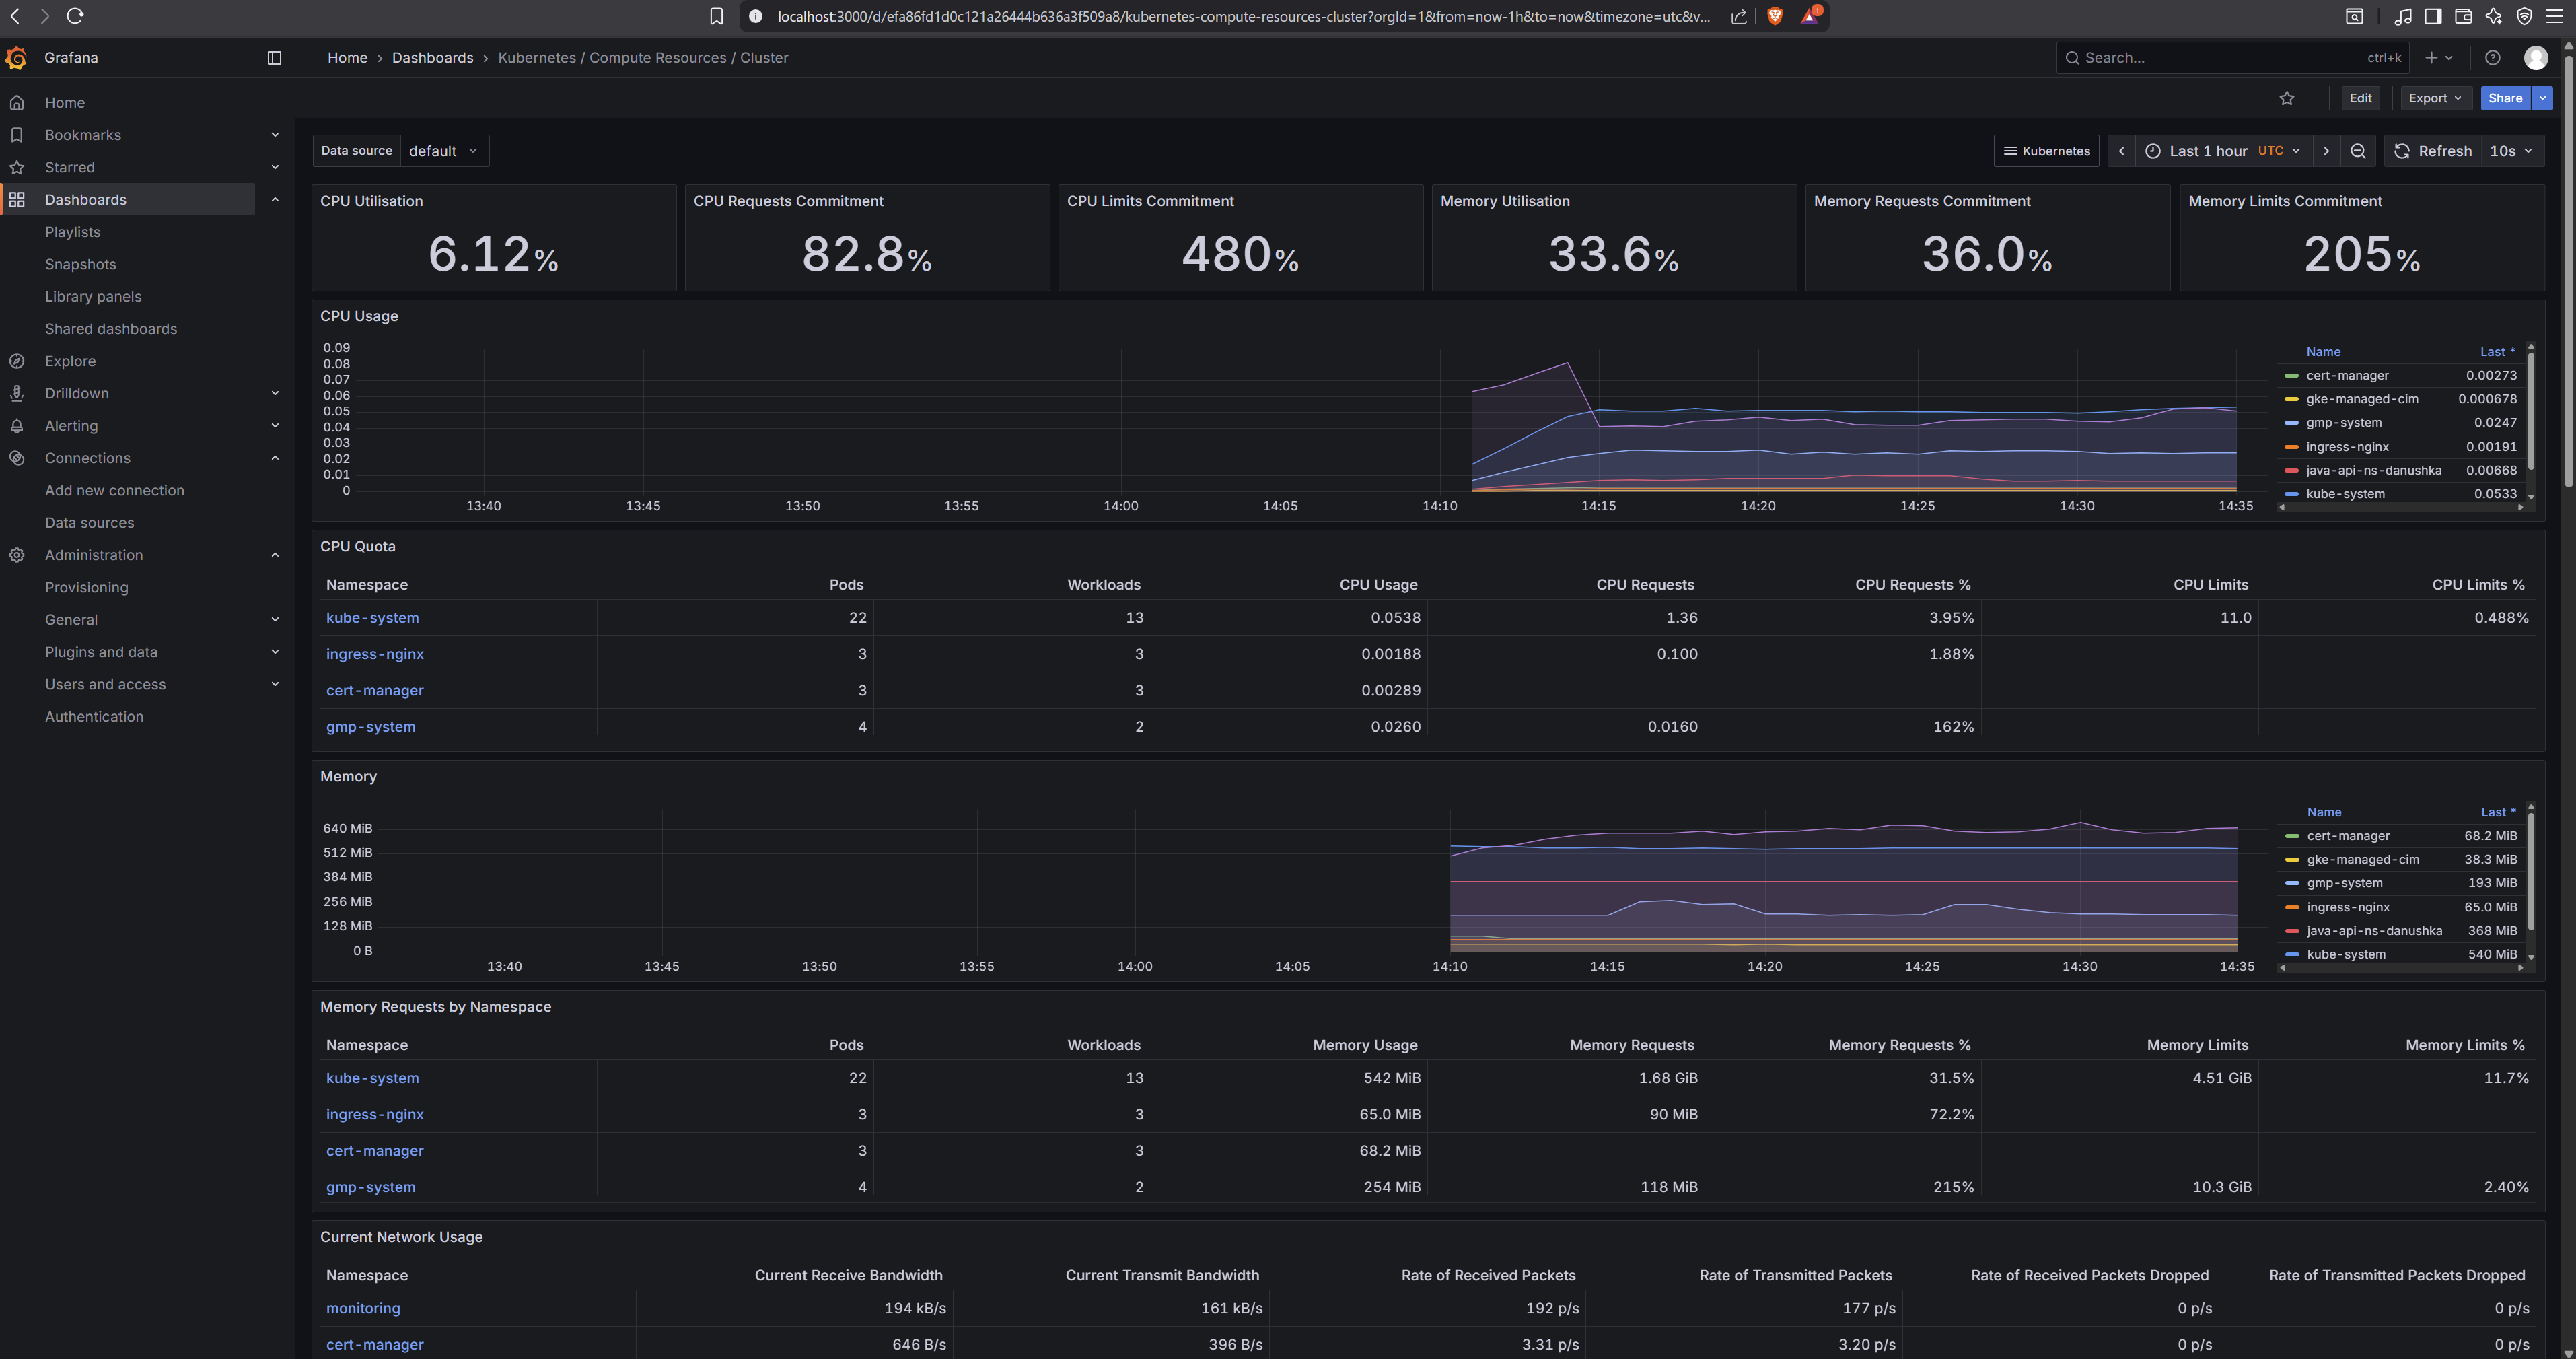 localhost:3000/d/efa86fd1d0c121a26444b636a3f509a8/kubernetes-compute-resources-cluster?orgId=1&from=now-1h&to=now&timezone=utc&v...
1
Grafana
Home › Dashboards › Kubernetes / Compute Resources / Cluster
Search... ctrl+k
Edit Export Share
Home
Bookmarks
Starred
Dashboards
Playlists
Snapshots
Library panels
Shared dashboards
Explore
Drilldown
Alerting
Connections
Add new connection
Data sources
Administration
Provisioning
General
Plugins and data
Users and access
Authentication
Data source default
Kubernetes Last 1 hour UTC Refresh 10s
CPU Utilisation
6.12%
CPU Requests Commitment
82.8%
CPU Limits Commitment
480%
Memory Utilisation
33.6%
Memory Requests Commitment
36.0%
Memory Limits Commitment
205%
CPU Usage
0.09
0.08
0.07
0.06
0.05
0.04
0.03
0.02
0.01
0
13:40 13:45 13:50 13:55 14:00 14:05 14:10 14:15 14:20 14:25 14:30 14:35
Name Last *
cert-manager 0.00273
gke-managed-cim 0.000678
gmp-system 0.0247
ingress-nginx 0.00191
java-api-ns-danushka 0.00668
kube-system 0.0533
CPU Quota
Namespace Pods Workloads CPU Usage CPU Requests CPU Requests % CPU Limits CPU Limits %
kube-system 22 13 0.0538 1.36 3.95% 11.0 0.488%
ingress-nginx 3 3 0.00188 0.100 1.88%
cert-manager 3 3 0.00289
gmp-system 4 2 0.0260 0.0160 162%
Memory
640 MiB
512 MiB
384 MiB
256 MiB
128 MiB
0 B
13:40 13:45 13:50 13:55 14:00 14:05 14:10 14:15 14:20 14:25 14:30 14:35
Name Last *
cert-manager 68.2 MiB
gke-managed-cim 38.3 MiB
gmp-system 193 MiB
ingress-nginx 65.0 MiB
java-api-ns-danushka 368 MiB
kube-system 540 MiB
Memory Requests by Namespace
Namespace Pods Workloads Memory Usage Memory Requests Memory Requests % Memory Limits Memory Limits %
kube-system 22 13 542 MiB 1.68 GiB 31.5% 4.51 GiB 11.7%
ingress-nginx 3 3 65.0 MiB 90 MiB 72.2%
cert-manager 3 3 68.2 MiB
gmp-system 4 2 254 MiB 118 MiB 215% 10.3 GiB 2.40%
Current Network Usage
Namespace Current Receive Bandwidth Current Transmit Bandwidth Rate of Received Packets Rate of Transmitted Packets Rate of Received Packets Dropped Rate of Transmitted Packets Dropped
monitoring 194 kB/s 161 kB/s 192 p/s 177 p/s 0 p/s 0 p/s
cert-manager 646 B/s 396 B/s 3.31 p/s 3.20 p/s 0 p/s 0 p/s